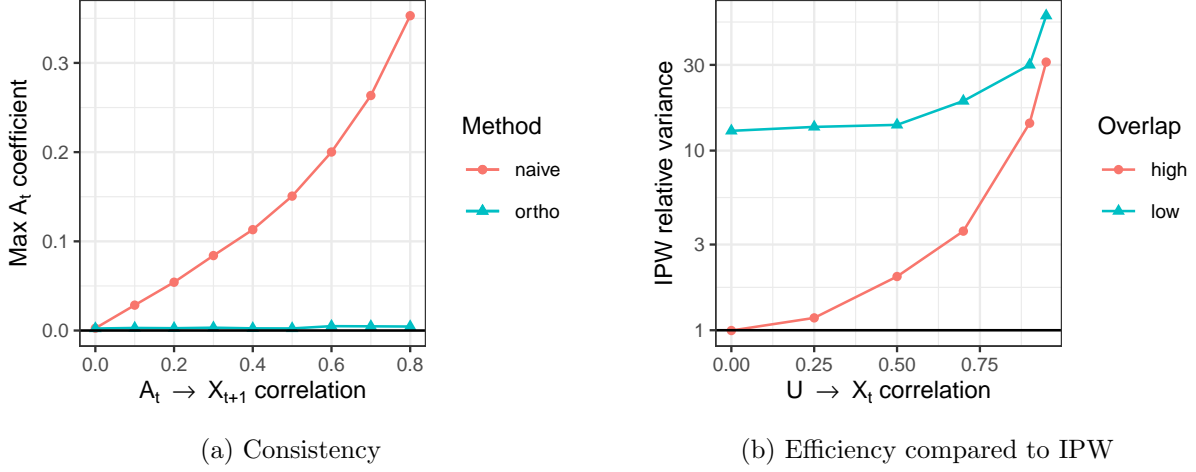 Max A_t coefficient
0.3
0.2
0.1
0.0
0.0 0.2 0.4 0.6 0.8
A_t → X_{t+1} correlation
Method
naive
ortho
(a) Consistency
IPW relative variance
30
10
3
1
0.00 0.25 0.50 0.75
U → X_t correlation
Overlap
high
low
(b) Efficiency compared to IPW